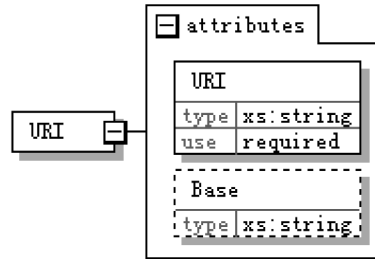 attributes
URI
type xs:string
use required
URI
Base
type xs:string